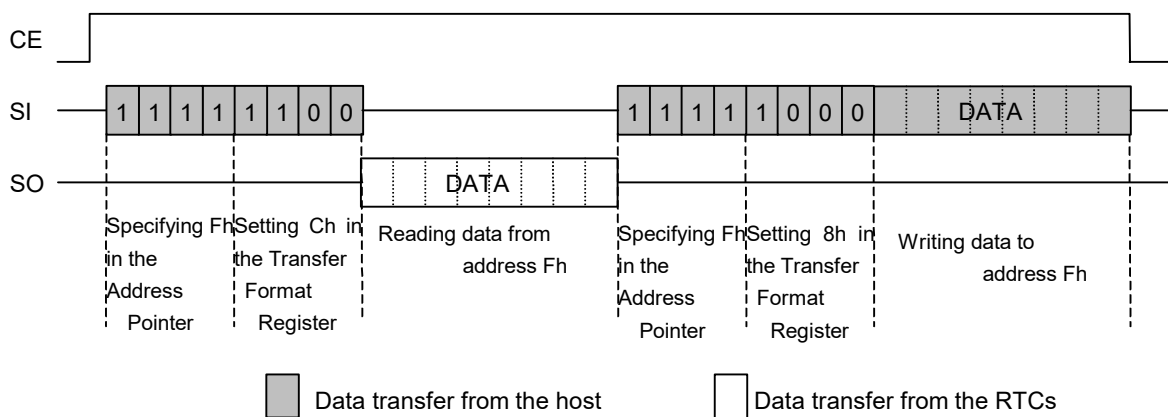 CE
SI 1 1 1 1 1 1 0 0 1 1 1 1 1 0 0 0 DATA
SO DATA
Specifying Fh
in the
Address
Pointer
Setting Ch in
the Transfer
Format
Register
Reading data from
address Fh
Specifying Fh
in the
Address
Pointer
Setting 8h in
the Transfer
Format
Register
Writing data to
address Fh
Data transfer from the host
Data transfer from the RTCs